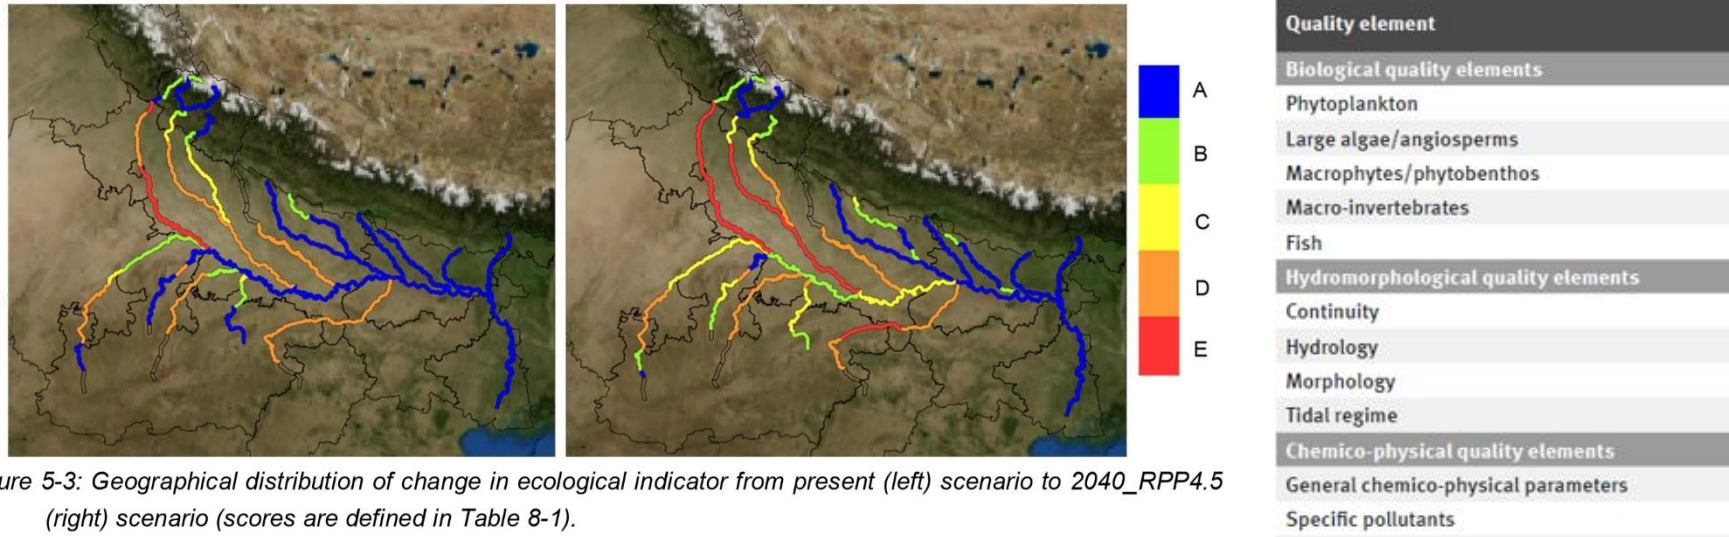 A
B
C
D
E
ure 5-3: Geographical distribution of change in ecological indicator from present (left) scenario to 2040_RPP4.5
(right) scenario (scores are defined in Table 8-1).
Quality element
Biological quality elements
Phytoplankton
Large algae/angiosperms
Macrophytes/phytobenthos
Macro-invertebrates
Fish
Hydromorphological quality elements
Continuity
Hydrology
Morphology
Tidal regime
Chemico-physical quality elements
General chemico-physical parameters
Specific pollutants